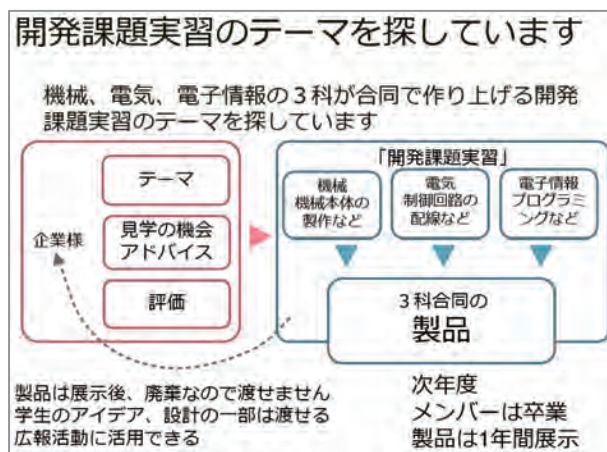 開発課題実習のテーマを探しています
機械、電気、電子情報の3科が合同で作り上げる開発
課題実習のテーマを探しています
企業様
テーマ
見学の機会
アドバイス
評価
「開発課題実習」
機械
機械本体の
製作など
電気
制御回路の
配線など
電子情報
プログラミ
ングなど
3科合同の
製品
製品は展示後、廃棄なので渡せません
学生のアイデア、設計の一部は渡せる
広報活動に活用できる
次年度
メンバーは卒業
製品は1年間展示